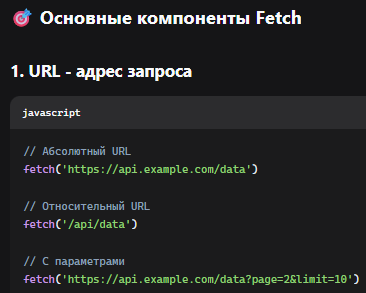 🎯 Основные компоненты Fetch
1. URL - адрес запроса
javascript
// Абсолютный URL
fetch('https://api.example.com/data')
// Относительный URL
fetch('/api/data')
// С параметрами
fetch('https://api.example.com/data?page=2&limit=10')